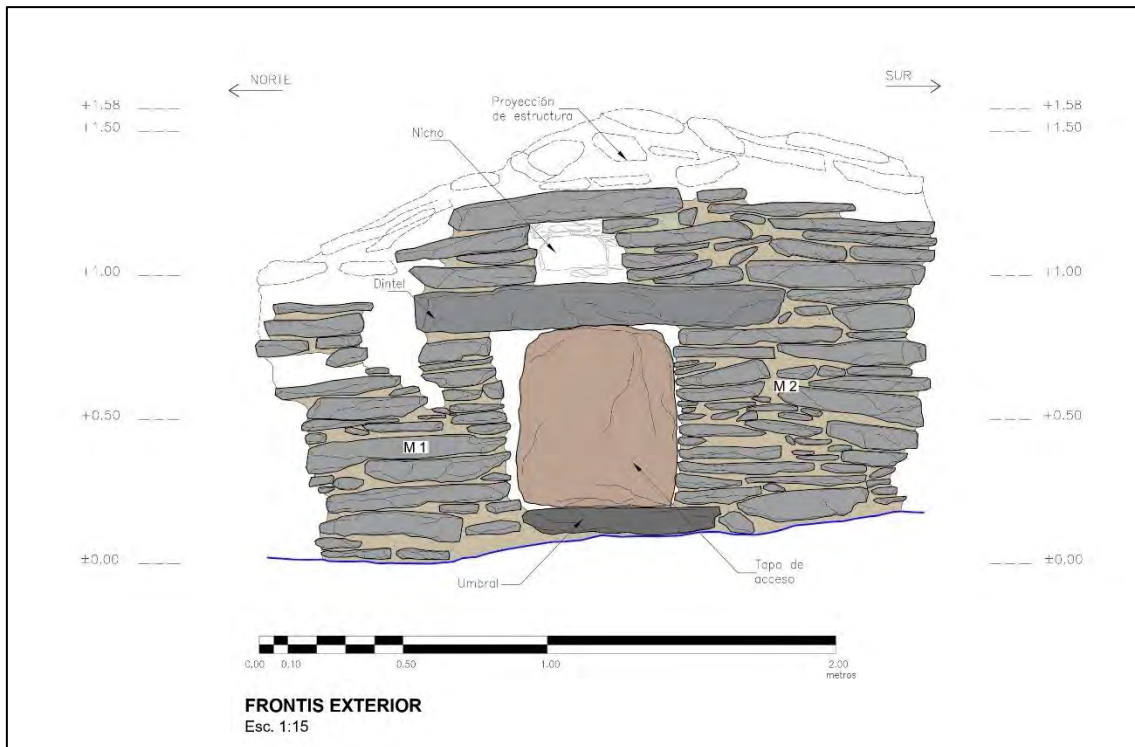 NORTE
SUR
+1.58
+1.50
Proyección
de estructura
Nicho
+1.58
+1.50
+1.00
Dintel
+1.00
+0.50
M 1
M 2
+0.50
±0.00
Umbral
Tapa de
acceso
±0.00
0.00 0.10 0.50 1.00 2.00
metros
FRONTIS EXTERIOR
Esc. 1:15